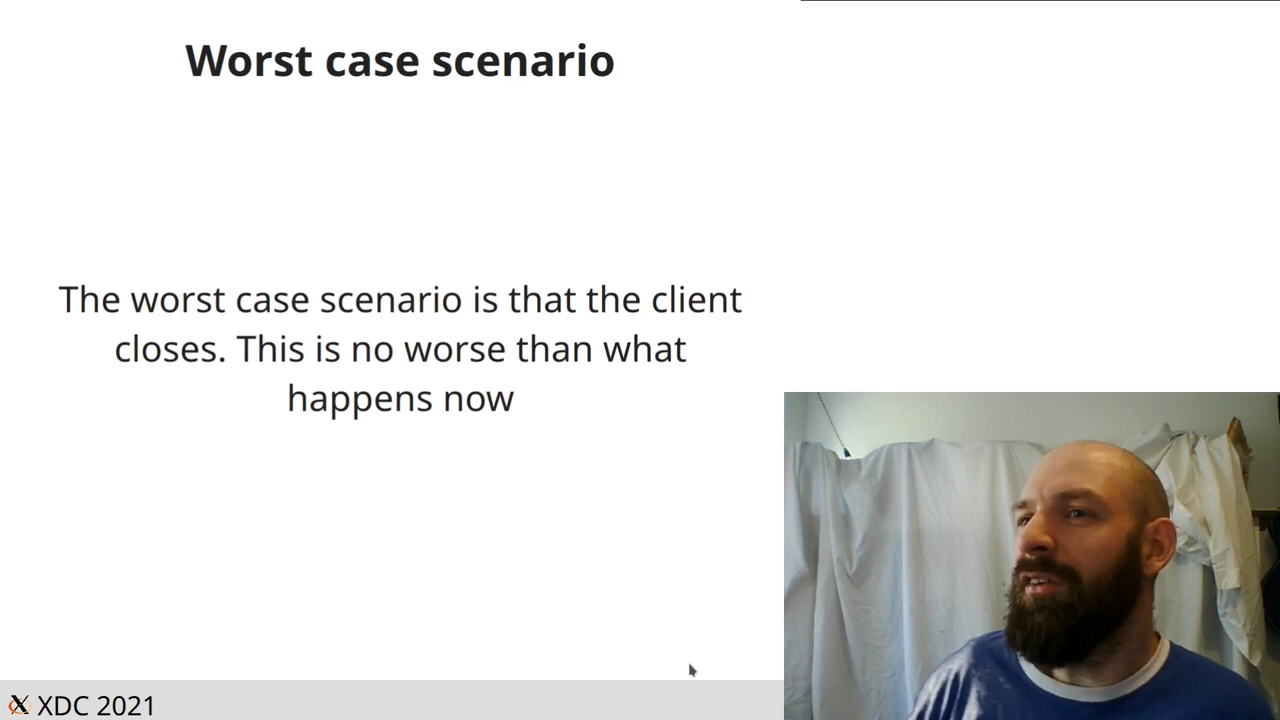 Worst case scenario
The worst case scenario is that the client
closes. This is no worse than what
happens now
XDC 2021